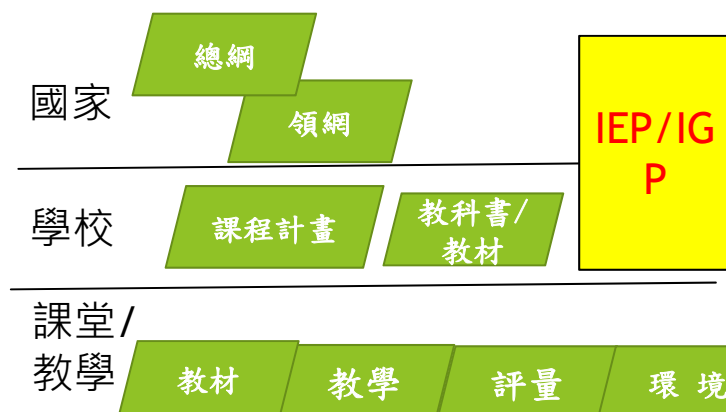 總綱
國家
領網
IEP/IG
P
學校
課程計畫
教科書/
教材
課堂/
教學
教材
教學
評量
環 境